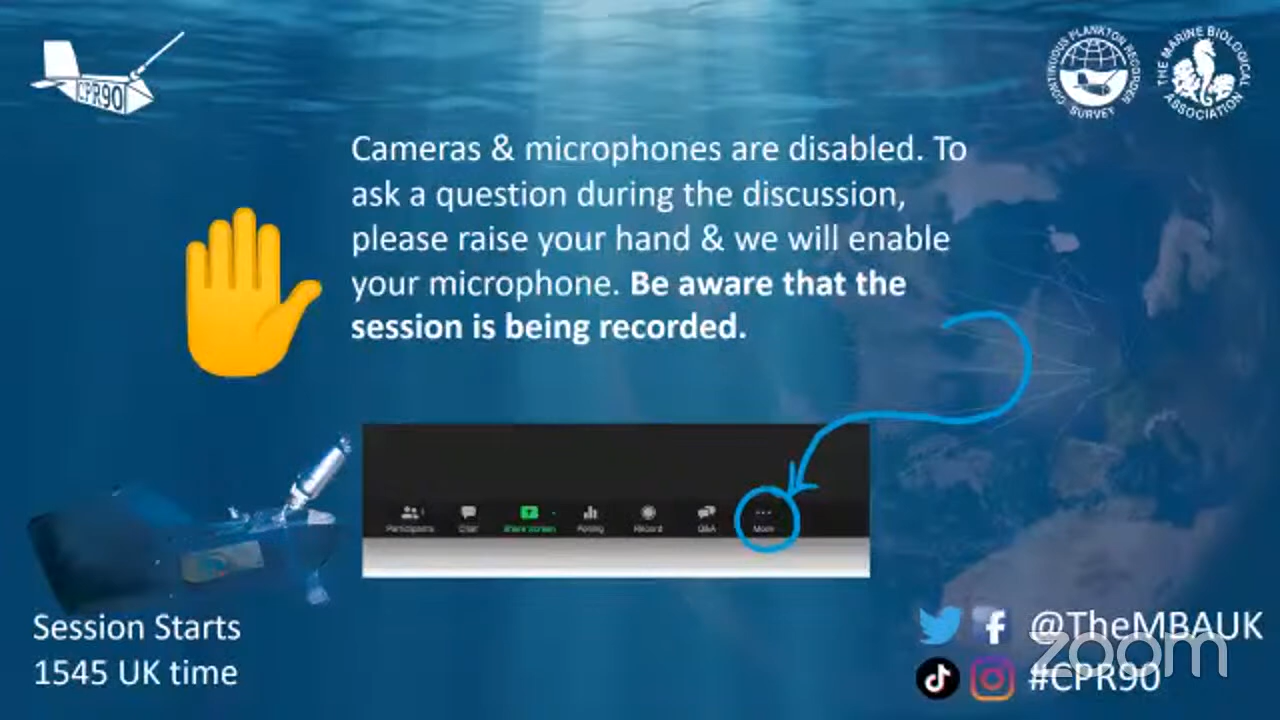 CPR90
CONTINUOUS PLANKTON RECORDER
SURVEY
THE MARINE BIOLOGICAL
ASSOCIATION
Cameras & microphones are disabled. To
ask a question during the discussion,
please raise your hand & we will enable
your microphone. Be aware that the
session is being recorded.
Participants
Chat
Share Screen
Polling
Record
Q&A
More
Session Starts
1545 UK time
@TheMBAUK
zoom
#CPR90